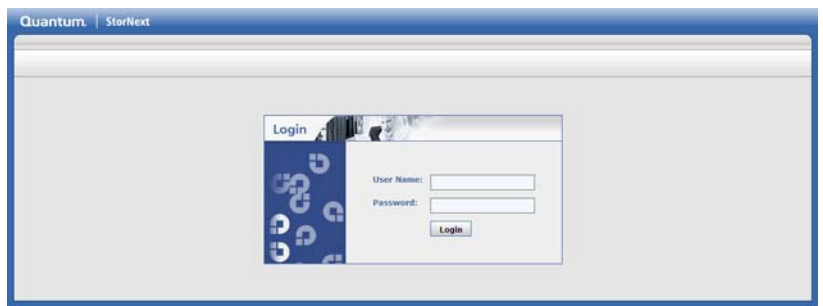 Quantum. | StorNext
Login
User Name:
Password:
Login